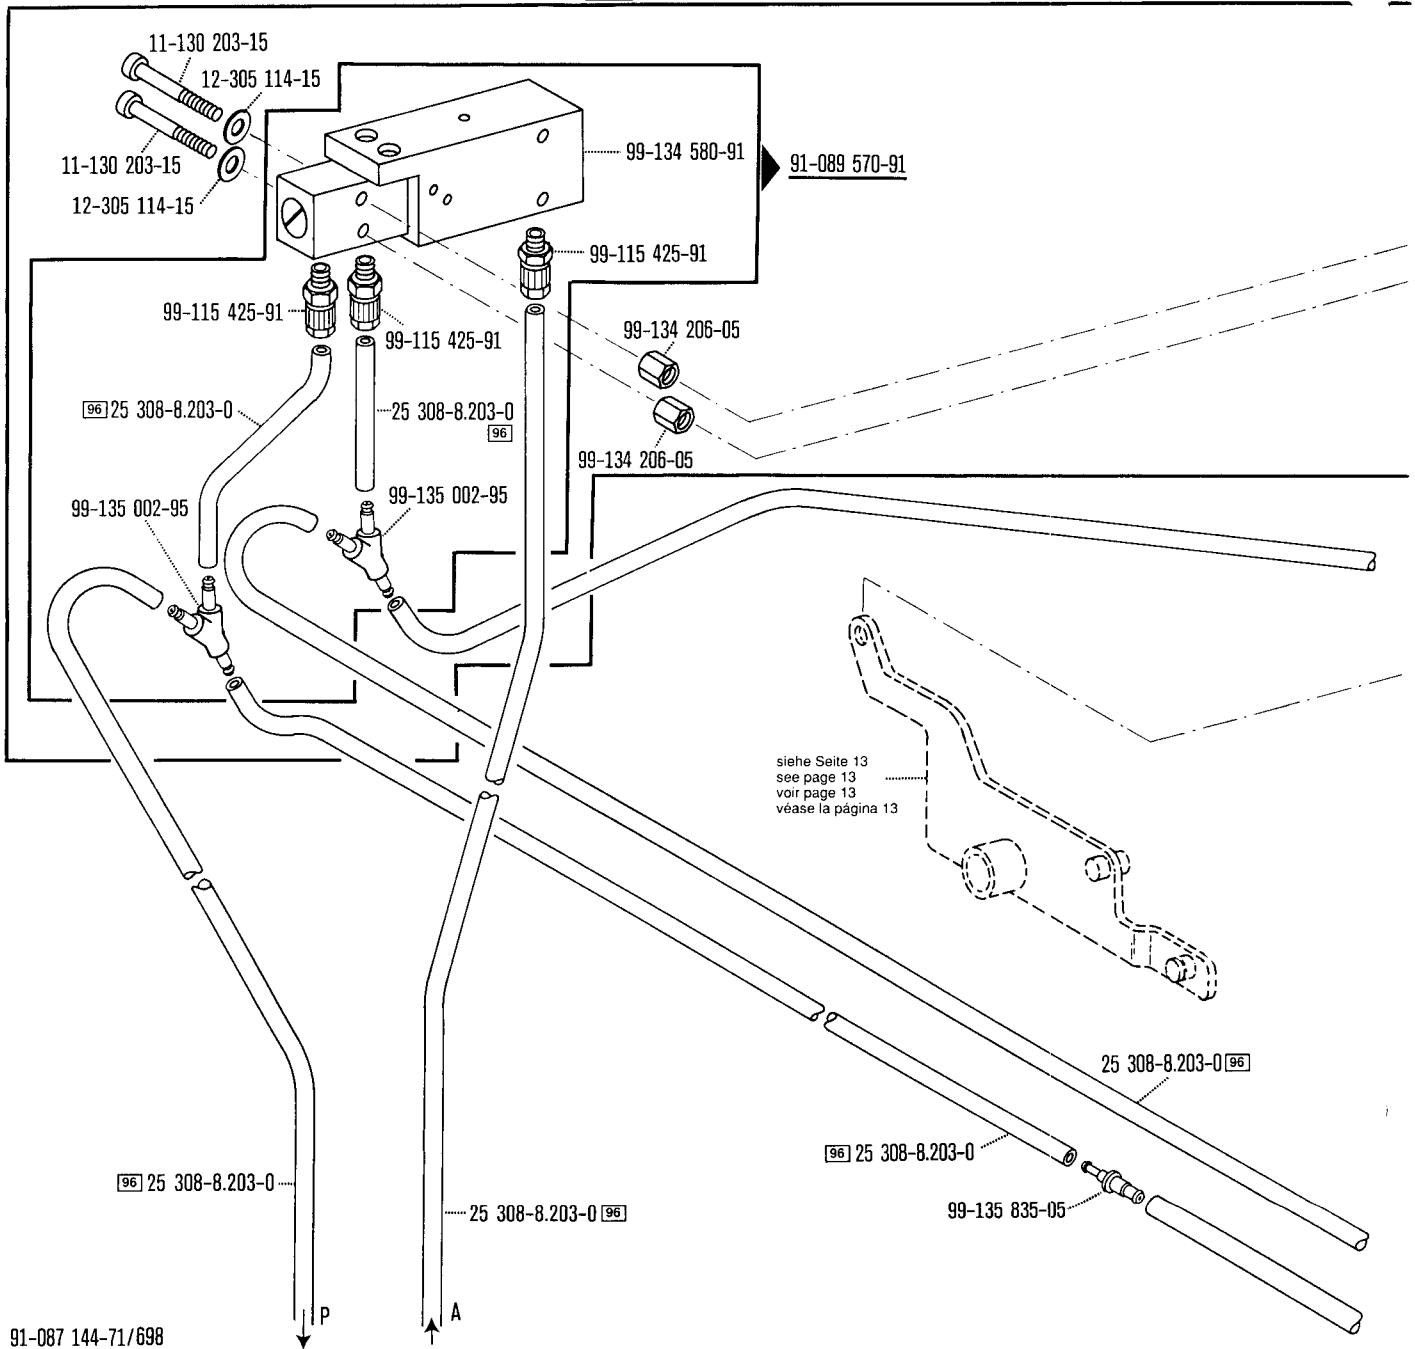 11-130 203-15
12-305 114-15
11-130 203-15
12-305 114-15
99-134 580-91
91-089 570-91
99-115 425-91
99-115 425-91
99-115 425-91
99-134 206-05
96 25 308-8.203-0
25 308-8.203-0
96
99-134 206-05
99-135 002-95
99-135 002-95
siehe Seite 13
see page 13
voir page 13
véase la página 13
25 308-8.203-0 96
96 25 308-8.203-0
96 25 308-8.203-0
25 308-8.203-0 96
99-135 835-05
P
A
91-087 144-71/698